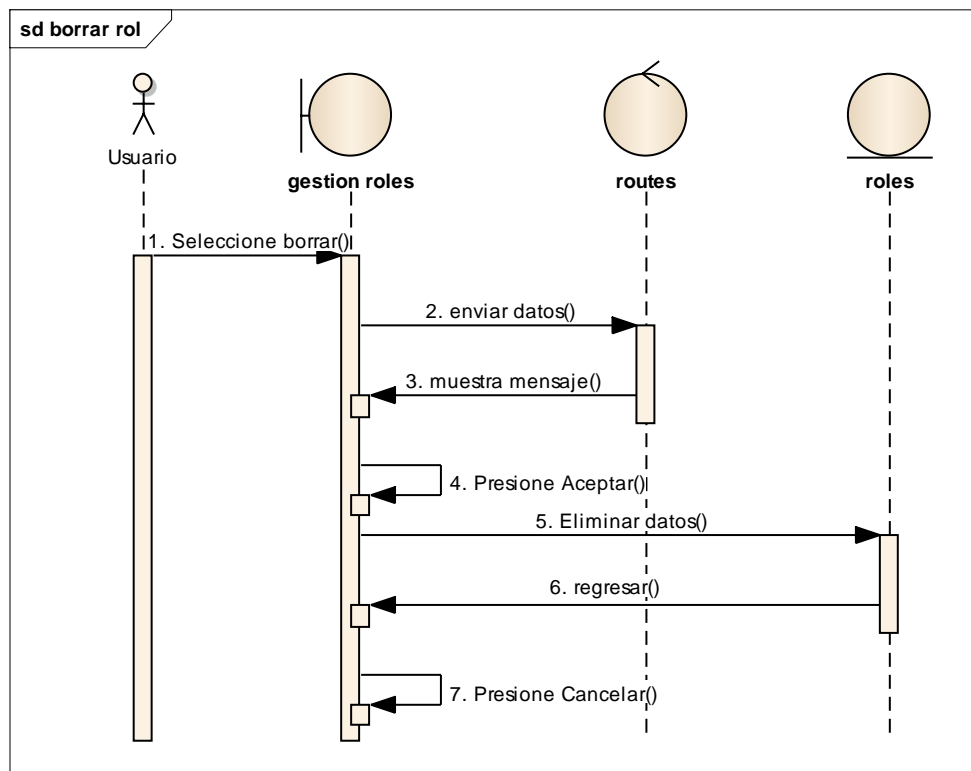 sd borrar rol
Usuario
gestion roles
routes
roles
1. Seleccione borrar()
2. enviar datos()
3. muestra mensaje()
4. Presione Aceptar()
5. Eliminar datos()
6. regresar()
7. Presione Cancelar()